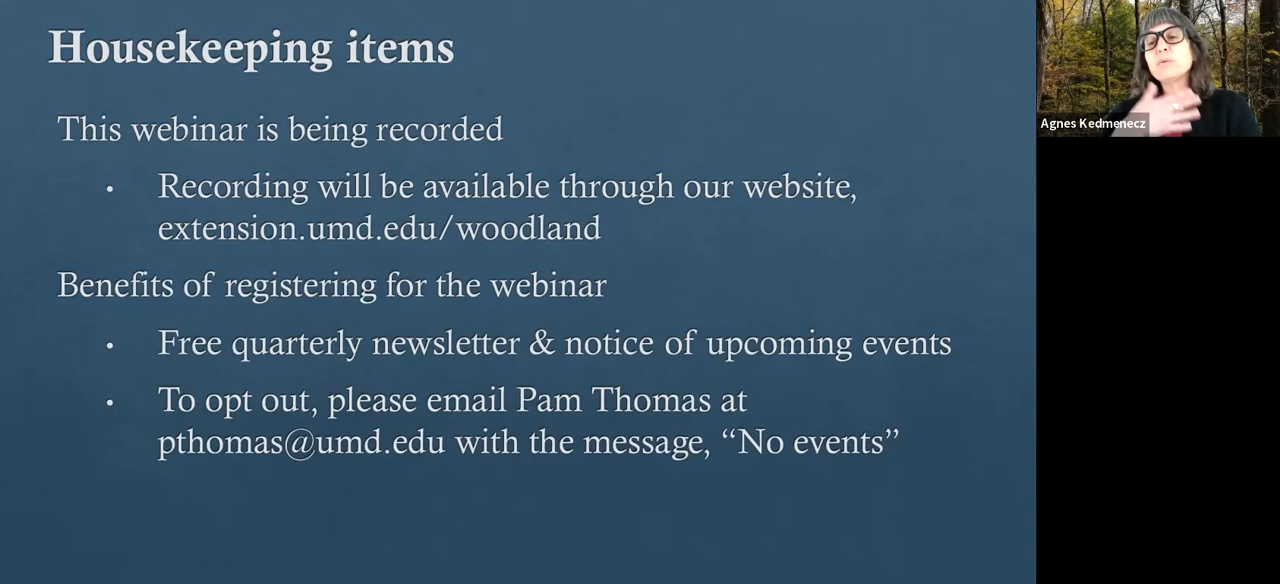 Housekeeping items
This webinar is being recorded
• Recording will be available through our website,
extension.umd.edu/woodland
Benefits of registering for the webinar
• Free quarterly newsletter & notice of upcoming events
• To opt out, please email Pam Thomas at
pthomas@umd.edu with the message, “No events”
Agnes Kedmenecz